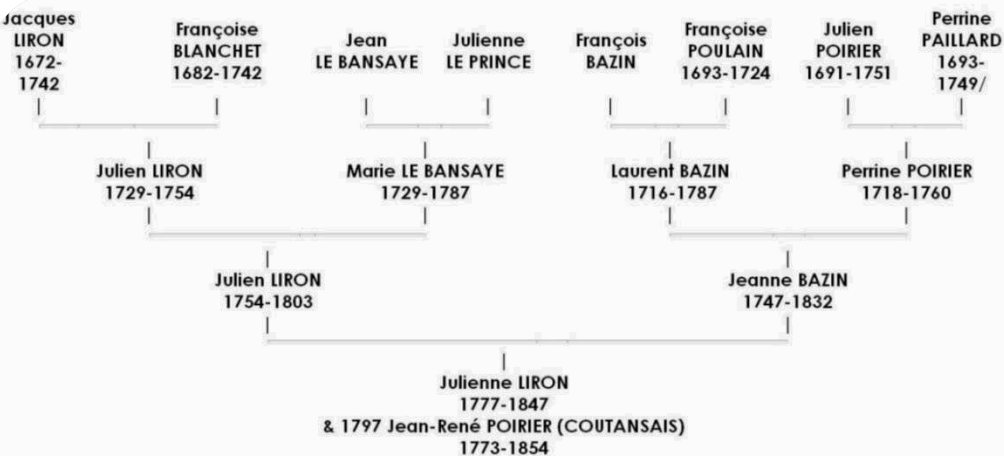 Jacques
LIRON
1672-
1742
Françoise
BLANCHET
1682-1742
Jean
LE BANSAYE
Julienne
LE PRINCE
François
BAZIN
Françoise
POULAIN
1693-1724
Julien
POIRIER
1691-1751
Perrine
PAILLARD
1693-
1749/
Julien LIRON
1729-1754
Marie LE BANSAYE
1729-1787
Laurent BAZIN
1716-1787
Perrine POIRIER
1718-1760
Julien LIRON
1754-1803
Jeanne BAZIN
1747-1832
Julienne LIRON
1777-1847
& 1797 Jean-René POIRIER (COUTANSAIS)
1773-1854